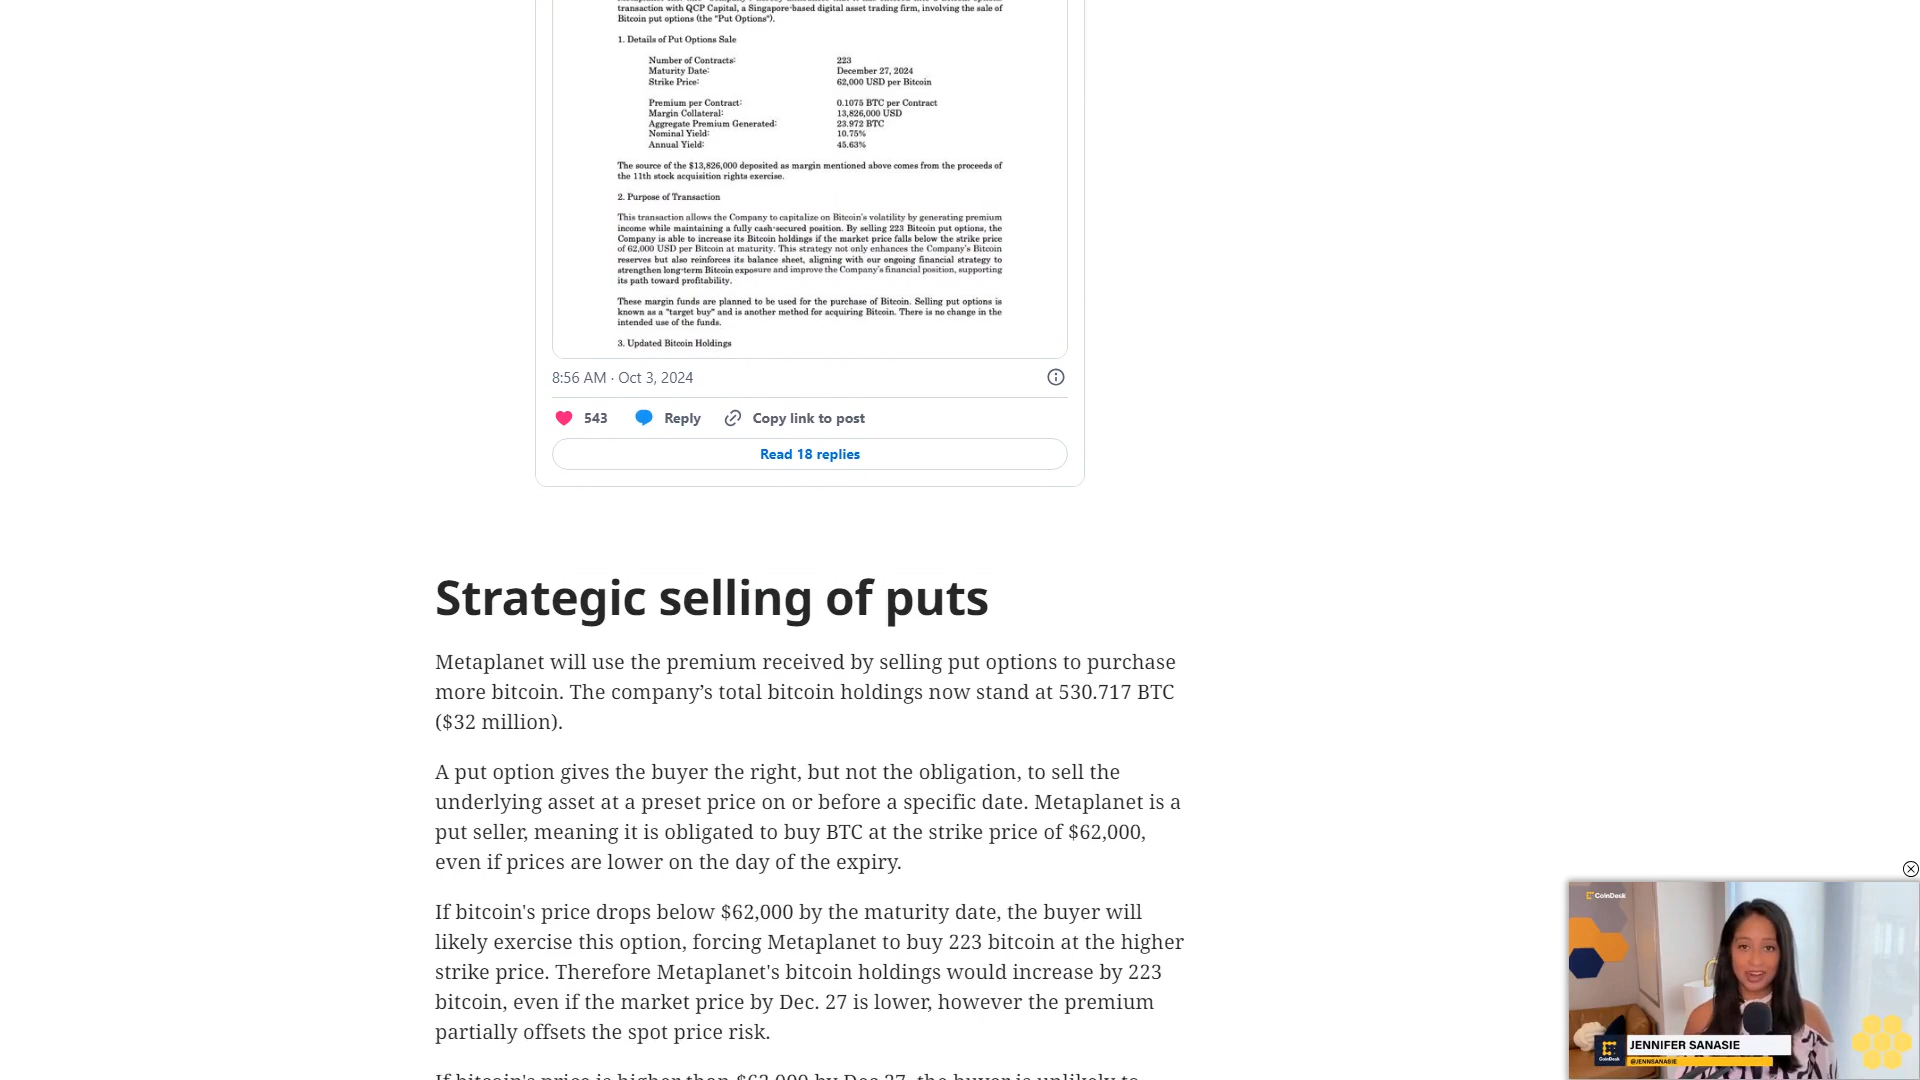 transaction with QCP Capital, a Singapore-based digital asset trading firm, involving the sale of
Bitcoin put options (the "Put Options").
1. Details of Put Options Sale
Number of Contracts: 223
Maturity Date: December 27, 2024
Strike Price: 62,000 USD per Bitcoin
Premium per Contract: 0.1075 BTC per Contract
Margin Collateral: 13,826,000 USD
Aggregate Premium Generated: 23.972 BTC
Nominal Yield: 10.75%
Annual Yield: 45.63%
The source of the $13,826,000 deposited as margin mentioned above comes from the proceeds of
the 11th stock acquisition rights exercise.
2. Purpose of Transaction
This transaction allows the Company to capitalize on Bitcoin's volatility by generating premium
income while maintaining a fully cash-secured position. By selling 223 Bitcoin put options, the
Company is able to increase its Bitcoin holdings if the market price falls below the strike price
of 62,000 USD per Bitcoin at maturity. This strategy not only enhances the Company's Bitcoin
reserves but also reinforces its balance sheet, aligning with our ongoing financial strategy to
strengthen long-term Bitcoin exposure and improve the Company's financial position, supporting
its path toward profitability.
These margin funds are planned to be used for the purchase of Bitcoin. Selling put options is
known as a "target buy" and is another method for acquiring Bitcoin. There is no change in the
intended use of the funds.
3. Updated Bitcoin Holdings
8:56 AM · Oct 3, 2024
543 Reply Copy link to post
Read 18 replies
Strategic selling of puts
Metaplanet will use the premium received by selling put options to purchase
more bitcoin. The company’s total bitcoin holdings now stand at 530.717 BTC
($32 million).
A put option gives the buyer the right, but not the obligation, to sell the
underlying asset at a preset price on or before a specific date. Metaplanet is a
put seller, meaning it is obligated to buy BTC at the strike price of $62,000,
even if prices are lower on the day of the expiry.
If bitcoin's price drops below $62,000 by the maturity date, the buyer will
likely exercise this option, forcing Metaplanet to buy 223 bitcoin at the higher
strike price. Therefore Metaplanet's bitcoin holdings would increase by 223
bitcoin, even if the market price by Dec. 27 is lower, however the premium
partially offsets the spot price risk.
If bitcoin's price is higher than $62,000 by Dec 27, the buyer is unlikely to
CoinDesk
CoinDesk
JENNIFER SANASIE
@JENNSANASIE